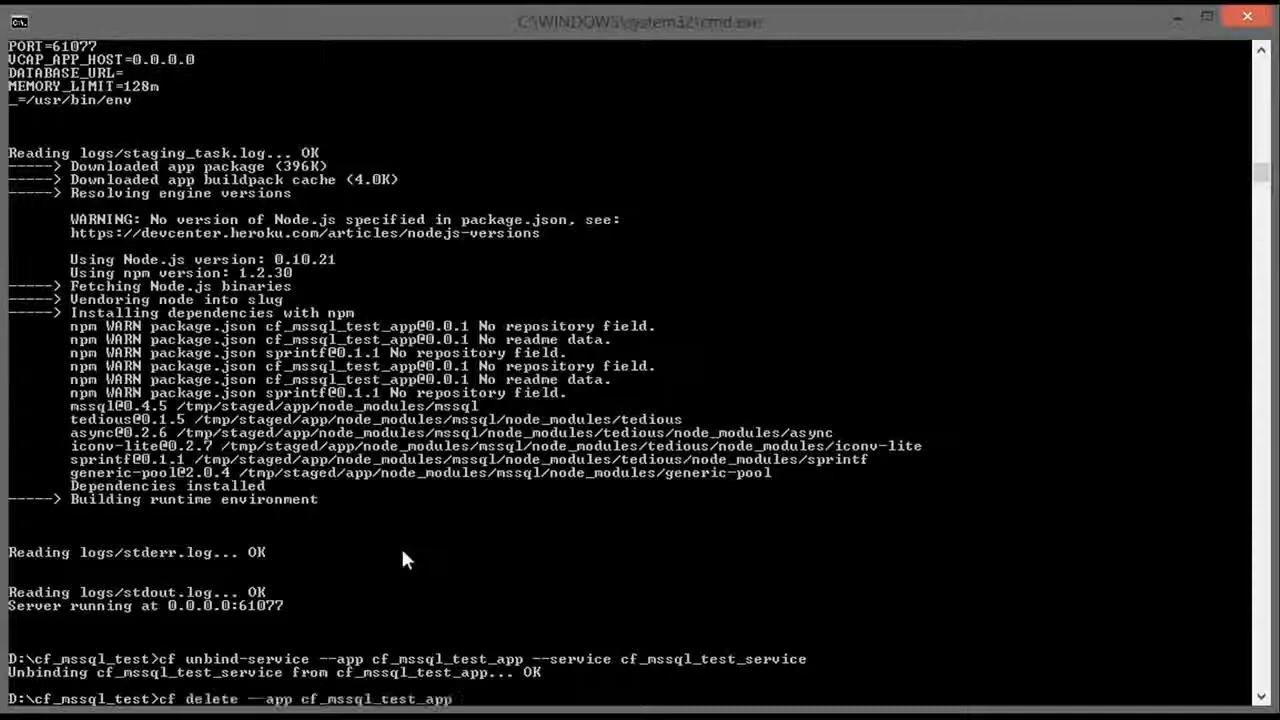 C:\WINDOWS\system32\cmd.exe
PORT=61077
VCAP_APP_HOST=0.0.0.0
DATABASE_URL=
MEMORY_LIMIT=128m
_=/usr/bin/env
Reading logs/staging_task.log... OK
-----> Downloaded app package (396K)
-----> Downloaded app buildpack cache (4.0K)
-----> Resolving engine versions
WARNING: No version of Node.js specified in package.json, see:
https://devcenter.heroku.com/articles/nodejs-versions
Using Node.js version: 0.10.21
Using npm version: 1.2.30
-----> Fetching Node.js binaries
-----> Vendoring node into slug
-----> Installing dependencies with npm
npm WARN package.json cf_mssql_test_app@0.0.1 No repository field.
npm WARN package.json cf_mssql_test_app@0.0.1 No readme data.
npm WARN package.json sprintf@0.1.1 No repository field.
npm WARN package.json cf_mssql_test_app@0.0.1 No repository field.
npm WARN package.json cf_mssql_test_app@0.0.1 No readme data.
npm WARN package.json sprintf@0.1.1 No repository field.
mssql@0.4.5 /tmp/staged/app/node_modules/mssql
tedious@0.1.5 /tmp/staged/app/node_modules/mssql/node_modules/tedious
async@0.2.6 /tmp/staged/app/node_modules/mssql/node_modules/tedious/node_modules/async
iconv-lite@0.2.7 /tmp/staged/app/node_modules/mssql/node_modules/tedious/node_modules/iconv-lite
sprintf@0.1.1 /tmp/staged/app/node_modules/mssql/node_modules/tedious/node_modules/sprintf
generic-pool@2.0.4 /tmp/staged/app/node_modules/mssql/node_modules/generic-pool
Dependencies installed
-----> Building runtime environment
Reading logs/stderr.log... OK
Reading logs/stdout.log... OK
Server running at 0.0.0.0:61077
D:\cf_mssql_test>cf unbind-service --app cf_mssql_test_app --service cf_mssql_test_service
Unbinding cf_mssql_test_service from cf_mssql_test_app... OK
D:\cf_mssql_test>cf delete --app cf_mssql_test_app